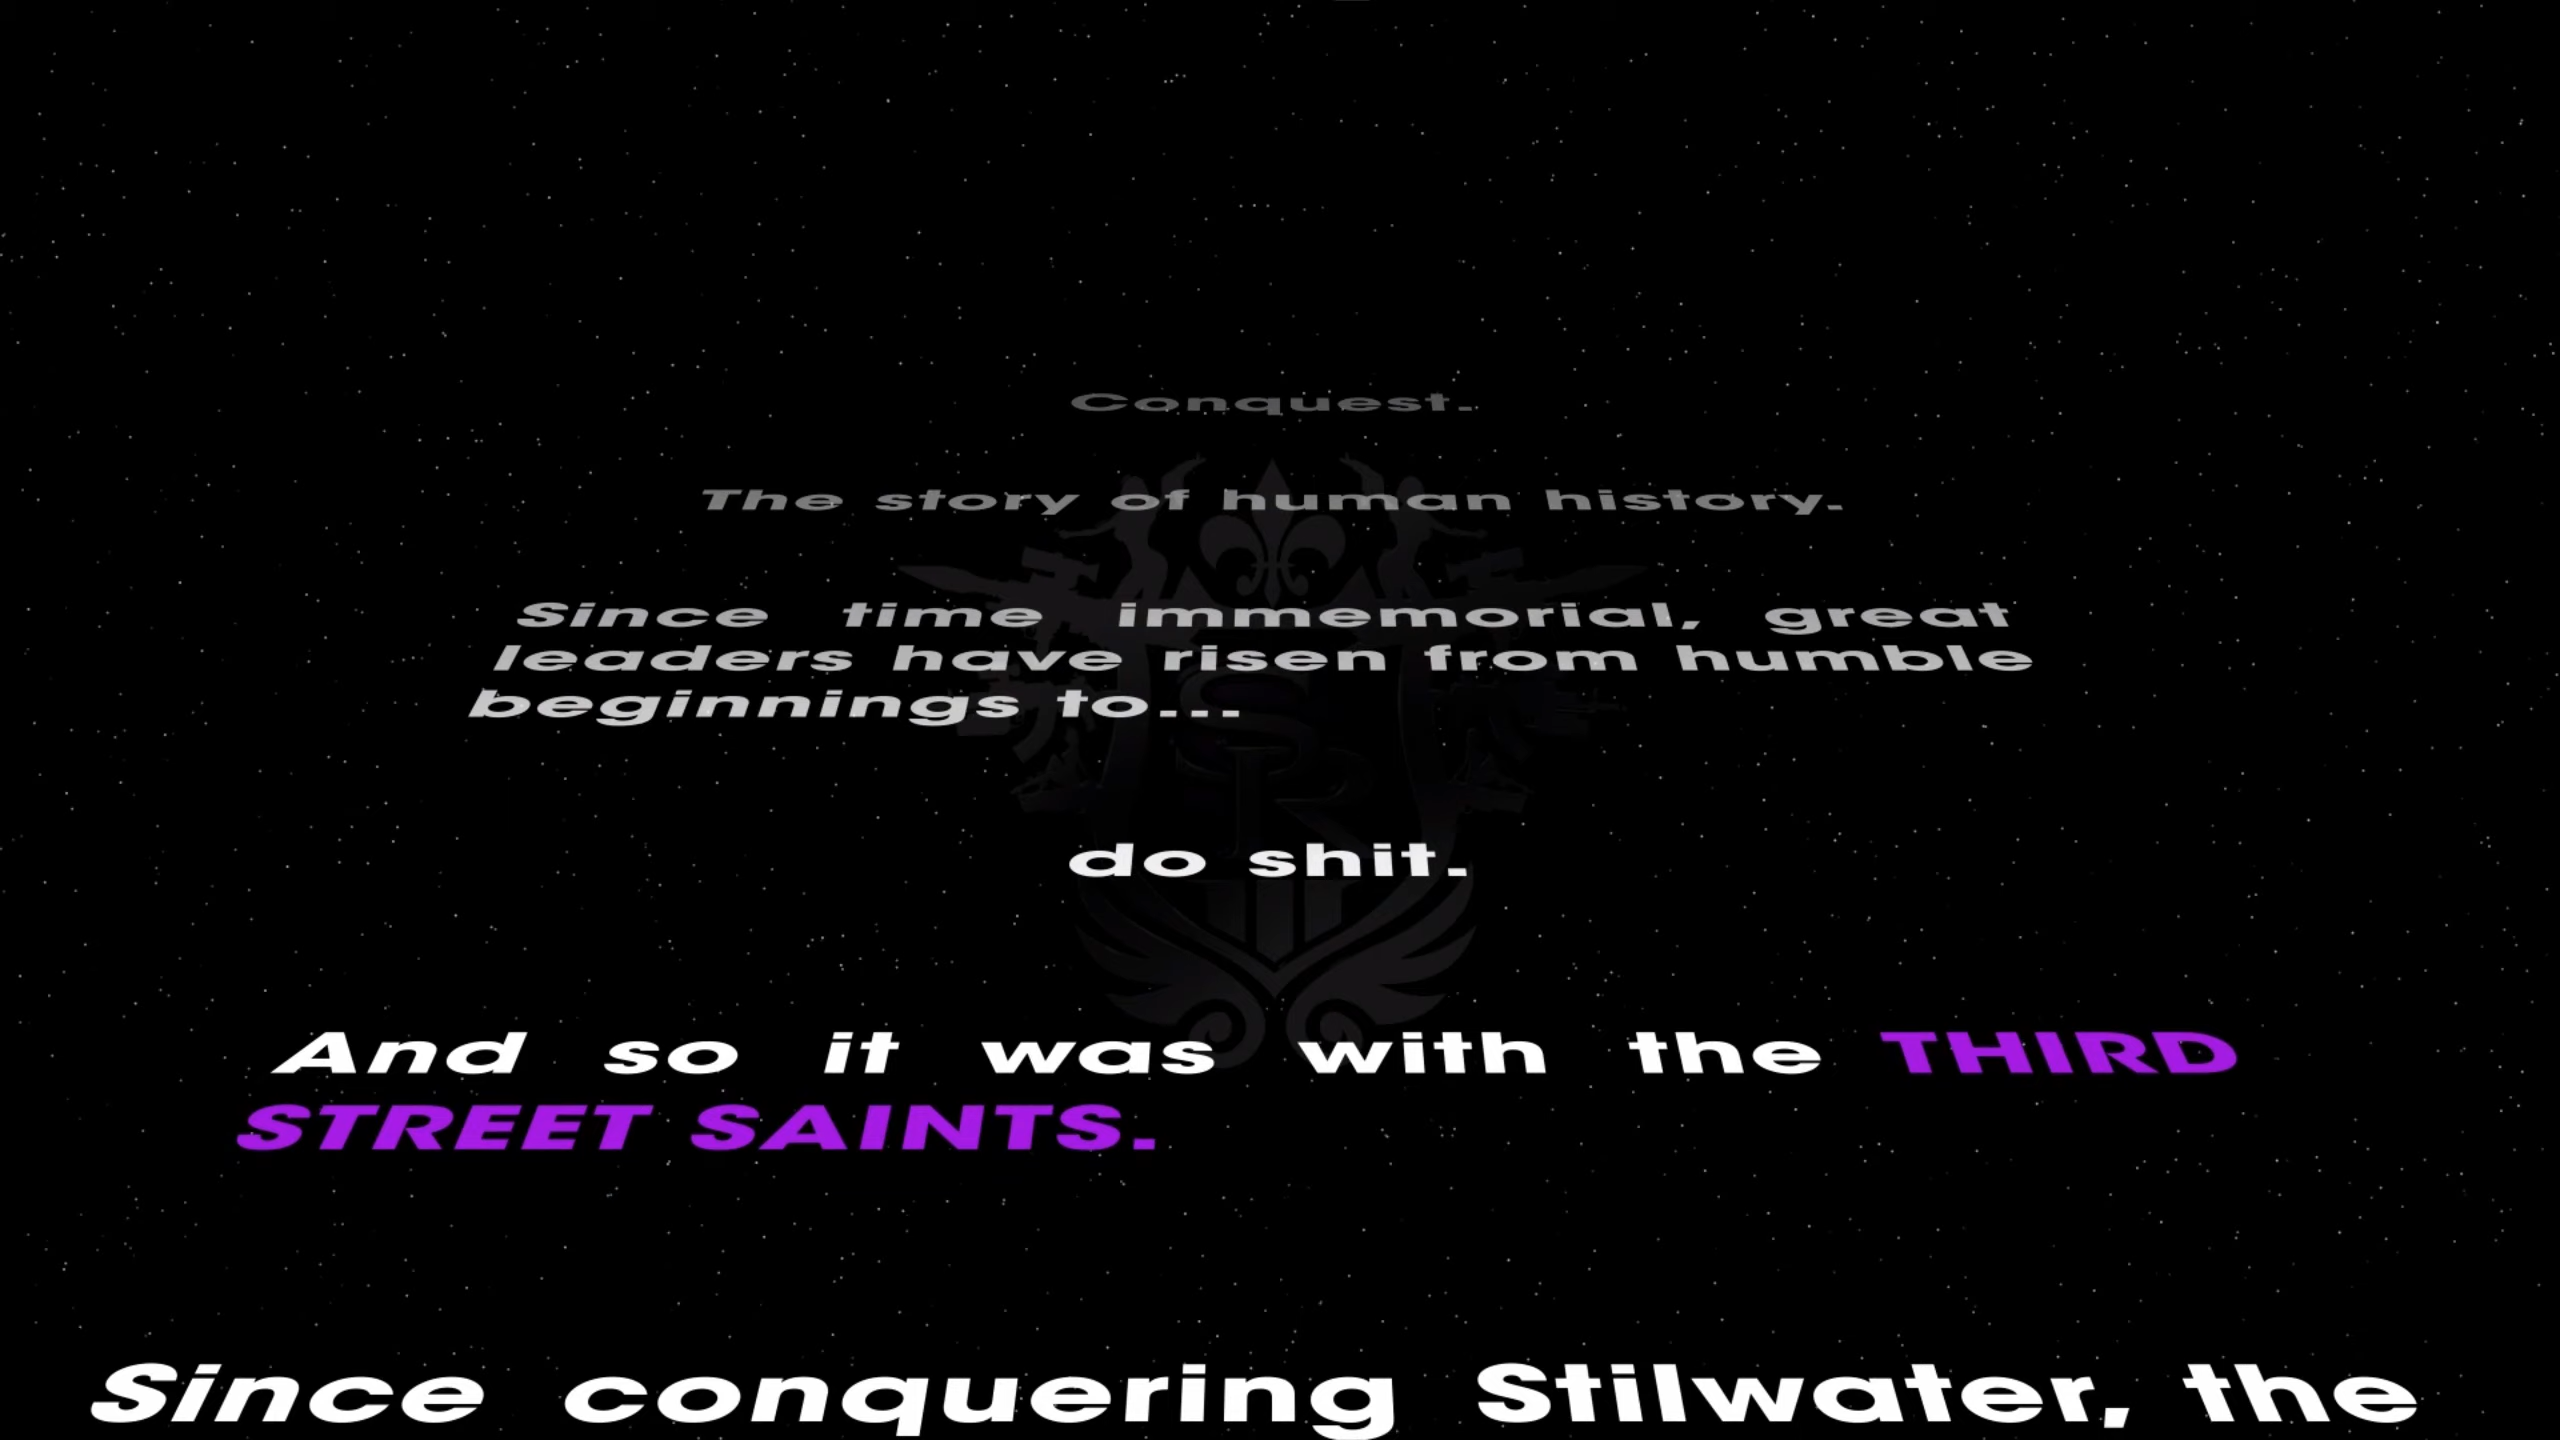 Conquest.
The story of human history.
Since time immemorial, great
leaders have risen from humble
beginnings to...
do shit.
And so it was with the THIRD
STREET SAINTS.
Since conquering Stilwater, the